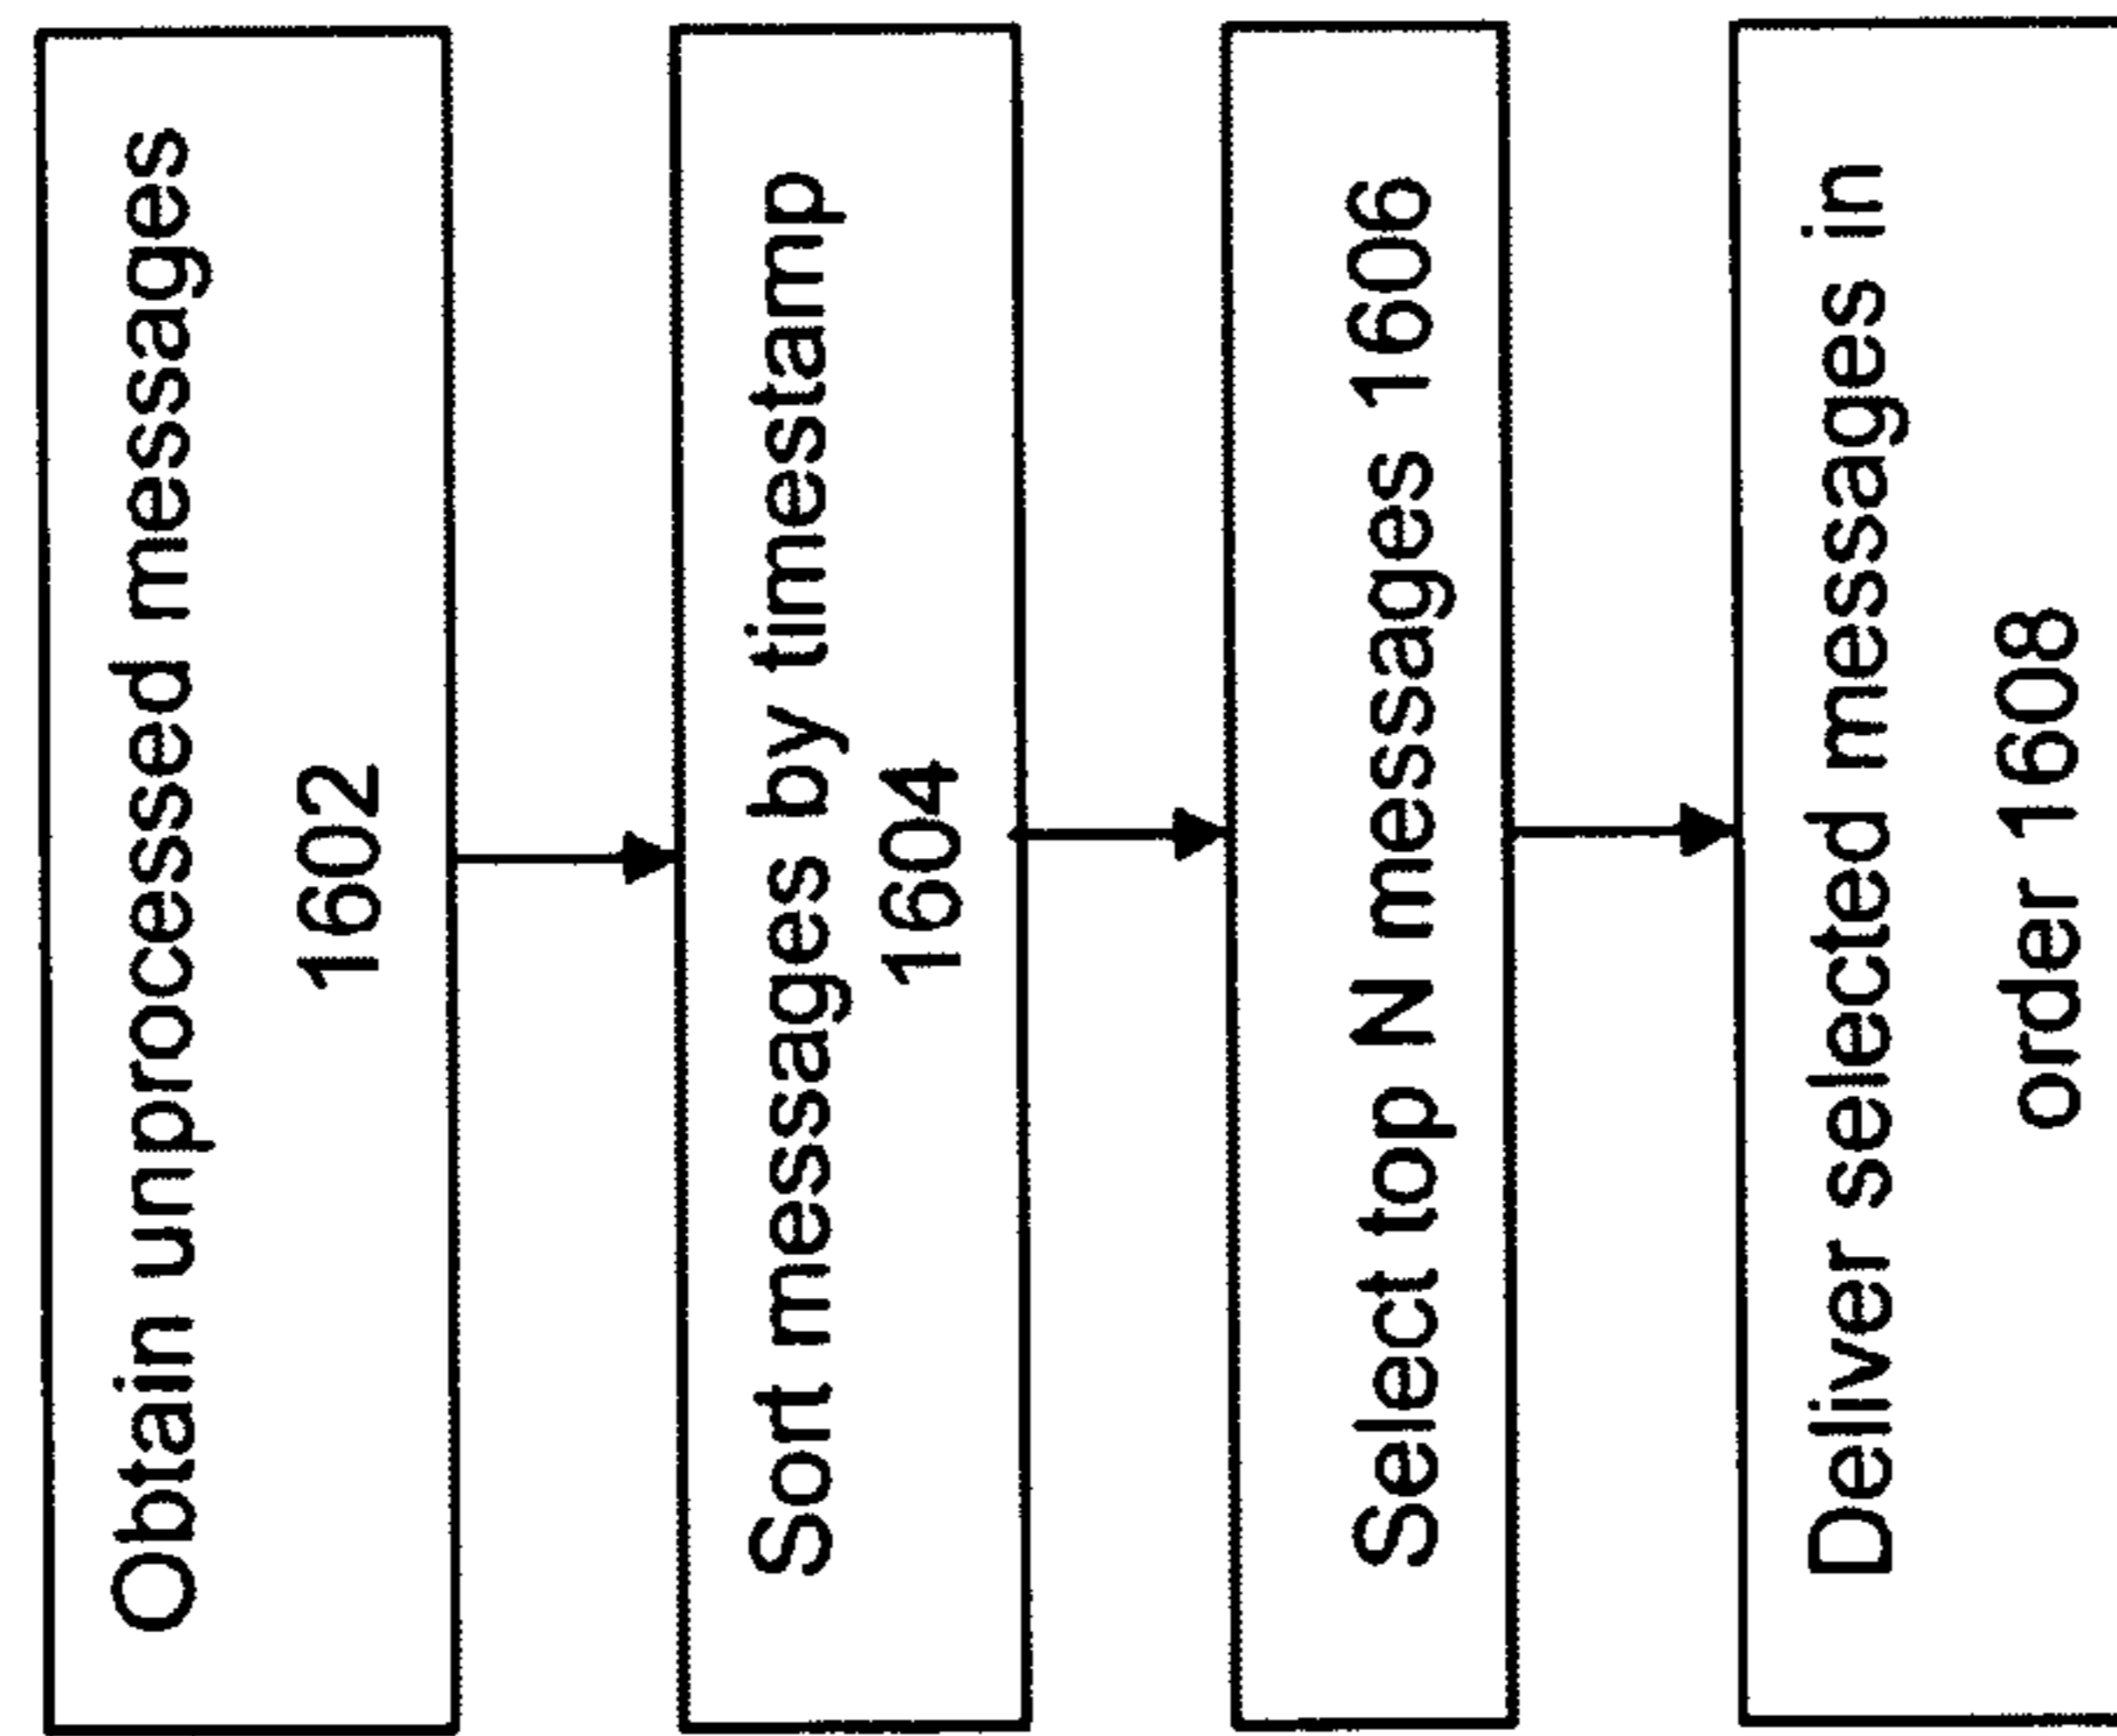 Obtain unprocessed messages
1602
Sort messages by timestamp
1604
Select top N messages 1606
Deliver selected messages in
order 1608